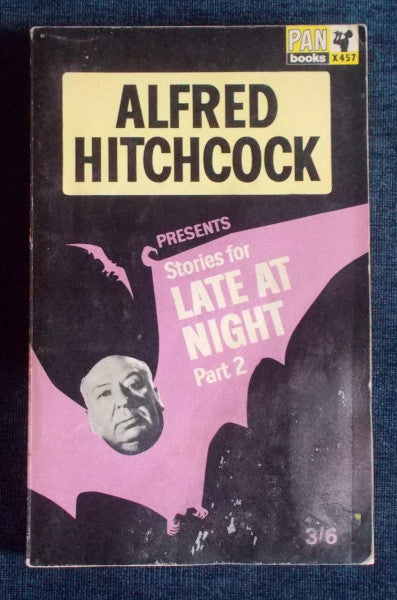 PAN
books X457
ALFRED
HITCHCOCK
PRESENTS
Stories for
LATE AT
NIGHT
Part 2
3/6